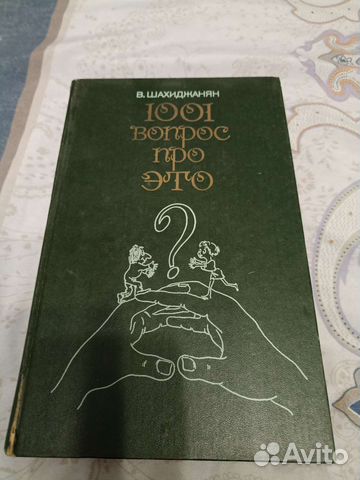 В. ШАХИДЖАНЯН
1001
вопрос
про
ЭТО
?
Avito